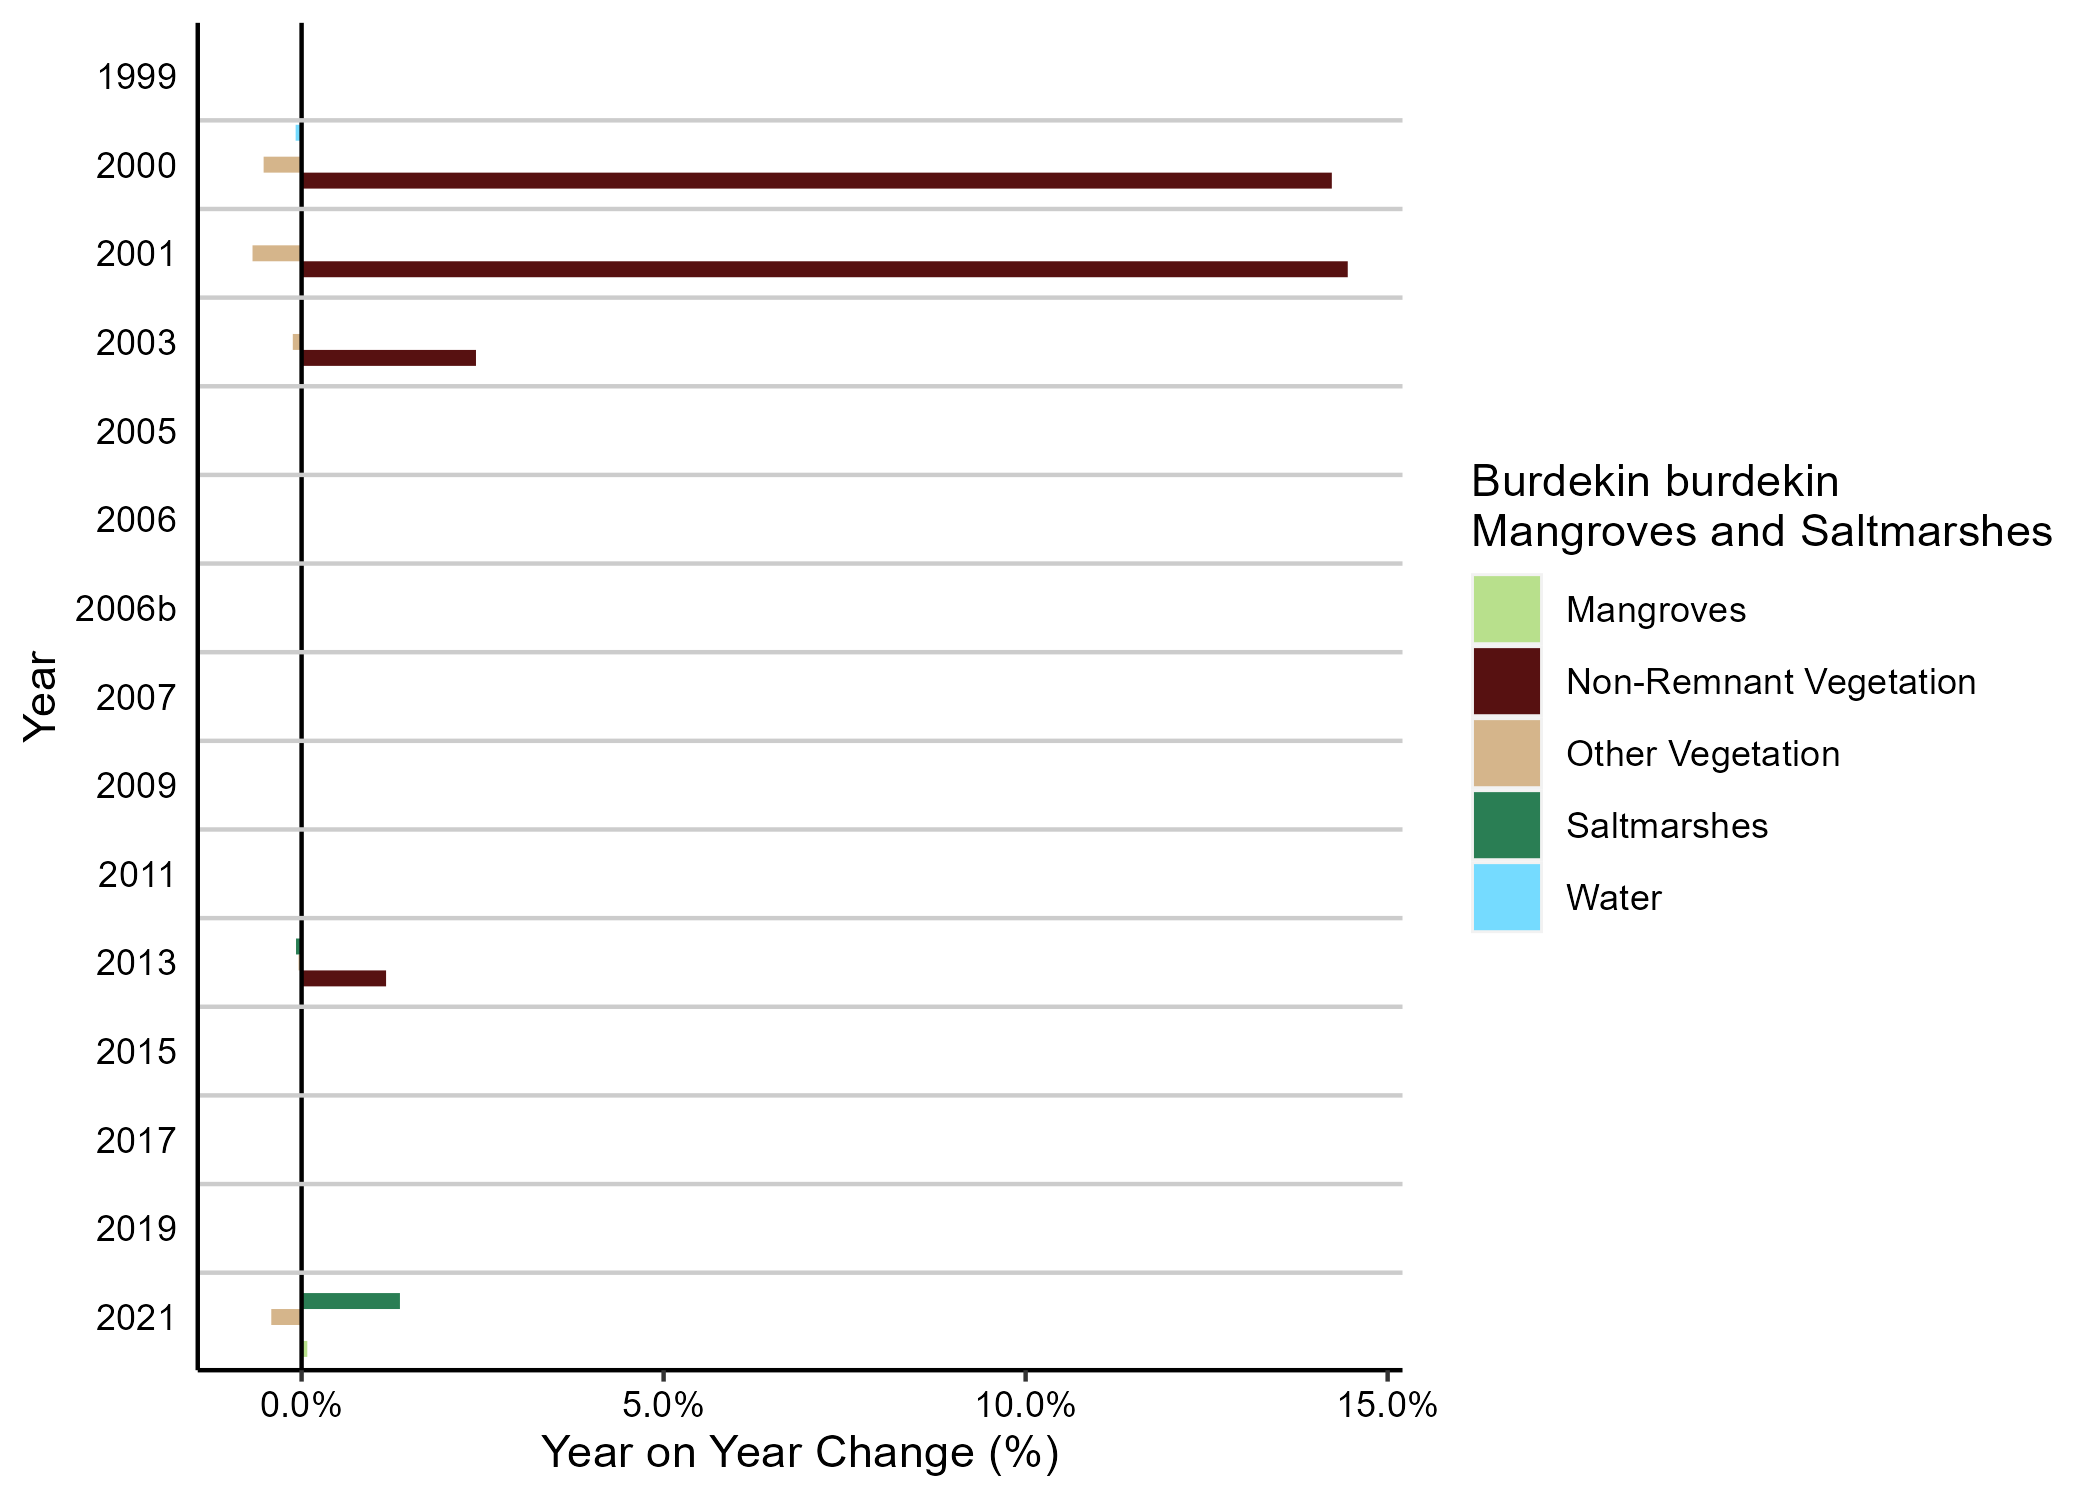 1999
2000
2001
2003
2005
2006
2006b
2007
2009
2011
2013
2015
2017
2019
2021
Year
0.0%
5.0%
10.0%
15.0%
Year on Year Change (%)
Burdekin burdekin
Mangroves and Saltmarshes
Mangroves
Non-Remnant Vegetation
Other Vegetation
Saltmarshes
Water